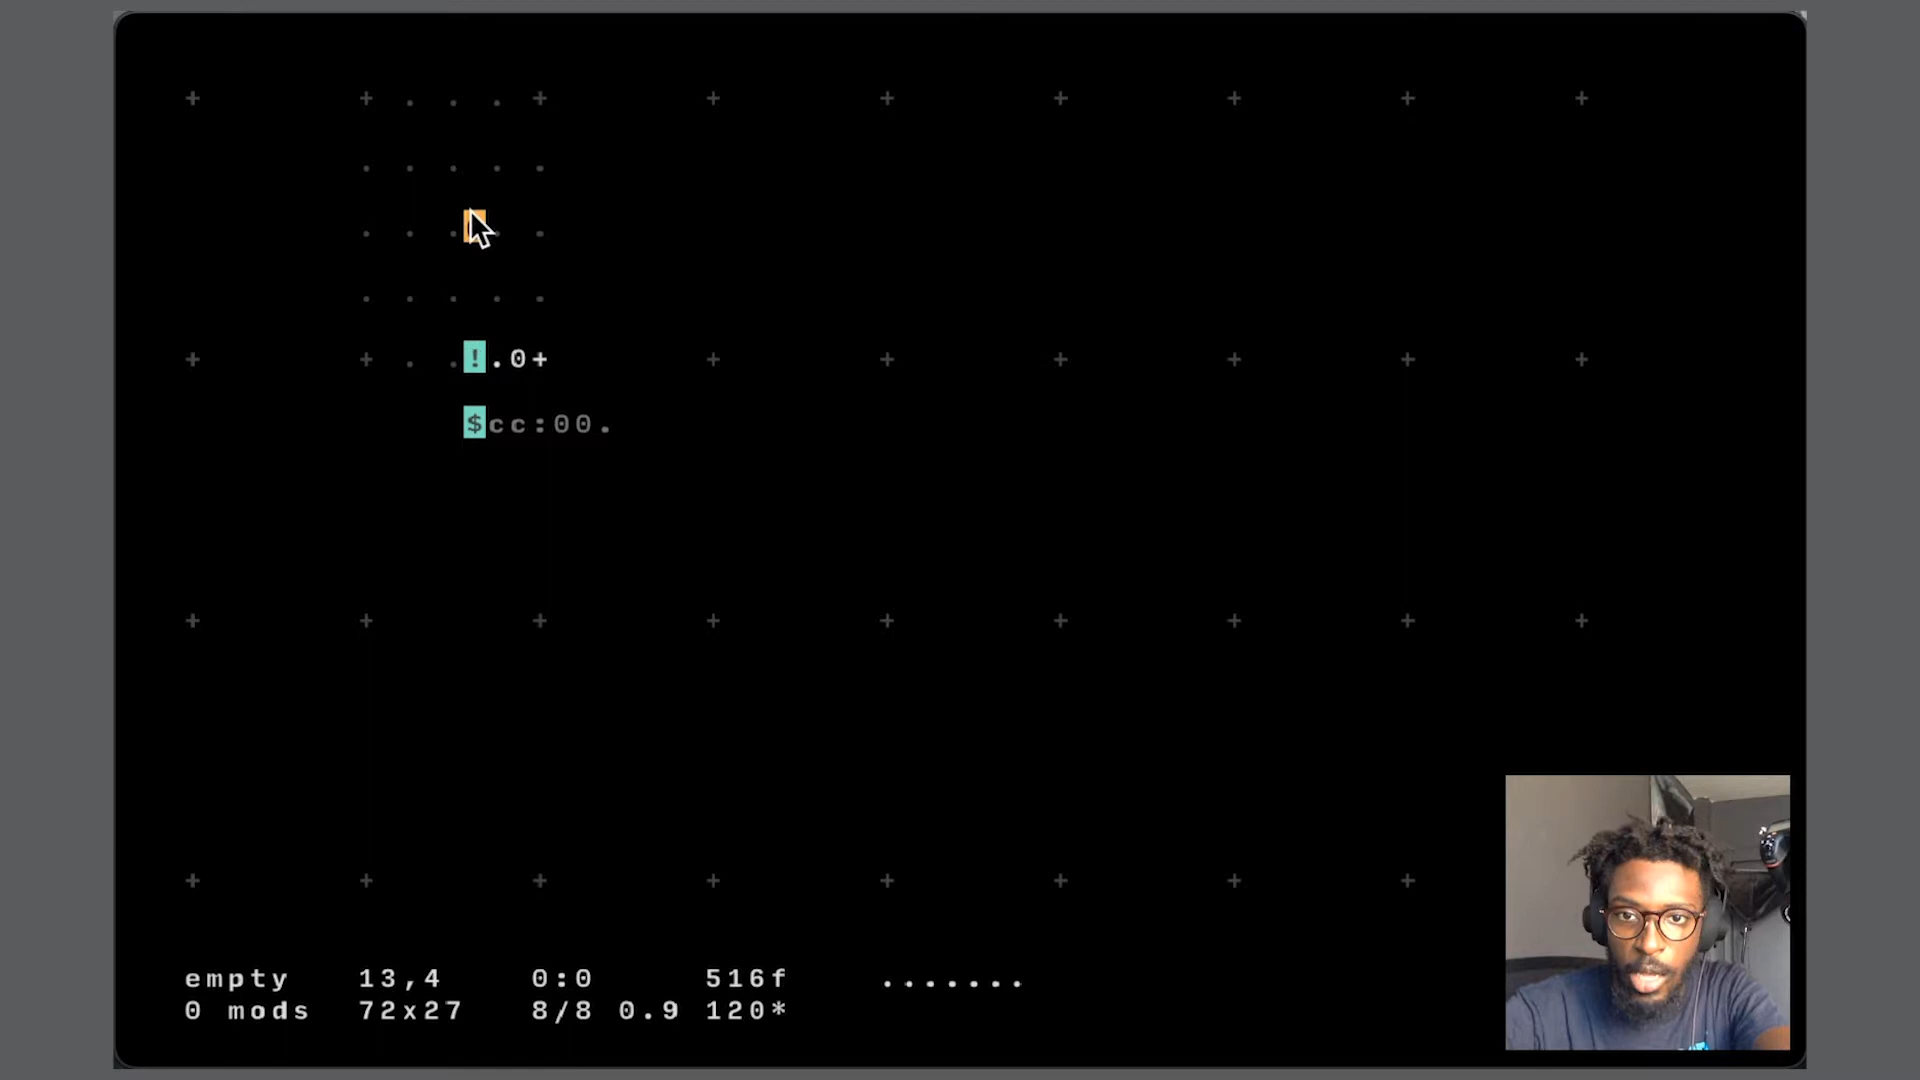 + + . . . + + + + + + +
. . . . .
. . . .
. . . . .
+ + . . ! . 0 + + + + + + +
$cc:00.
+ + + + + + + + +
+ + + + + + + +
empty 13,4 0:0 516f .......
0 mods 72x27 8/8 0.9 120*